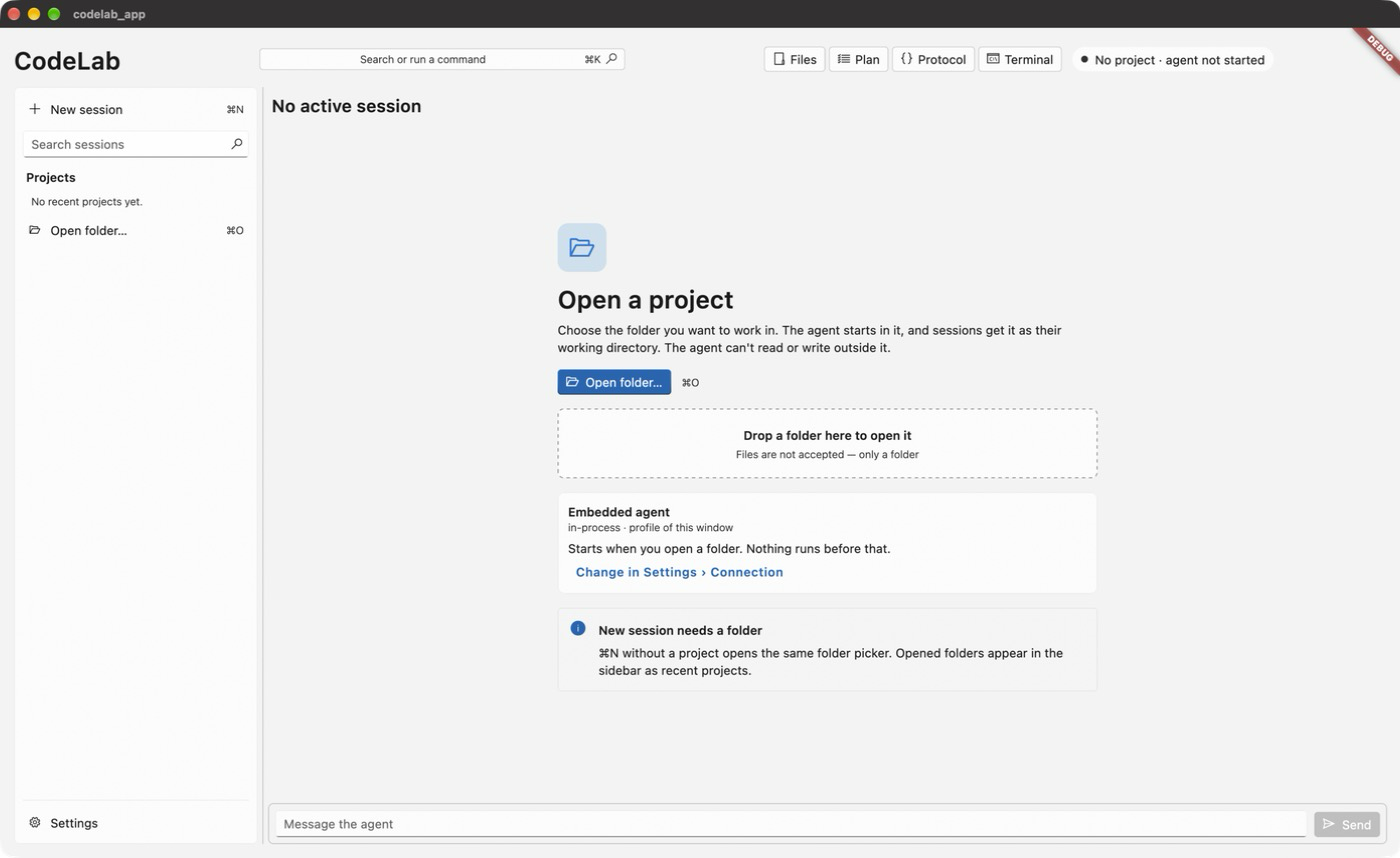 codelab_app
DEBUG
CodeLab
Search or run a command ⌘K
Files
Plan
Protocol
Terminal
No project · agent not started
New session ⌘N
Search sessions
Projects
No recent projects yet.
Open folder... ⌘O
Settings
No active session
Open a project
Choose the folder you want to work in. The agent starts in it, and sessions get it as their
working directory. The agent can't read or write outside it.
Open folder... ⌘O
Drop a folder here to open it
Files are not accepted — only a folder
Embedded agent
in-process · profile of this window
Starts when you open a folder. Nothing runs before that.
Change in Settings › Connection
New session needs a folder
⌘N without a project opens the same folder picker. Opened folders appear in the
sidebar as recent projects.
Message the agent
Send